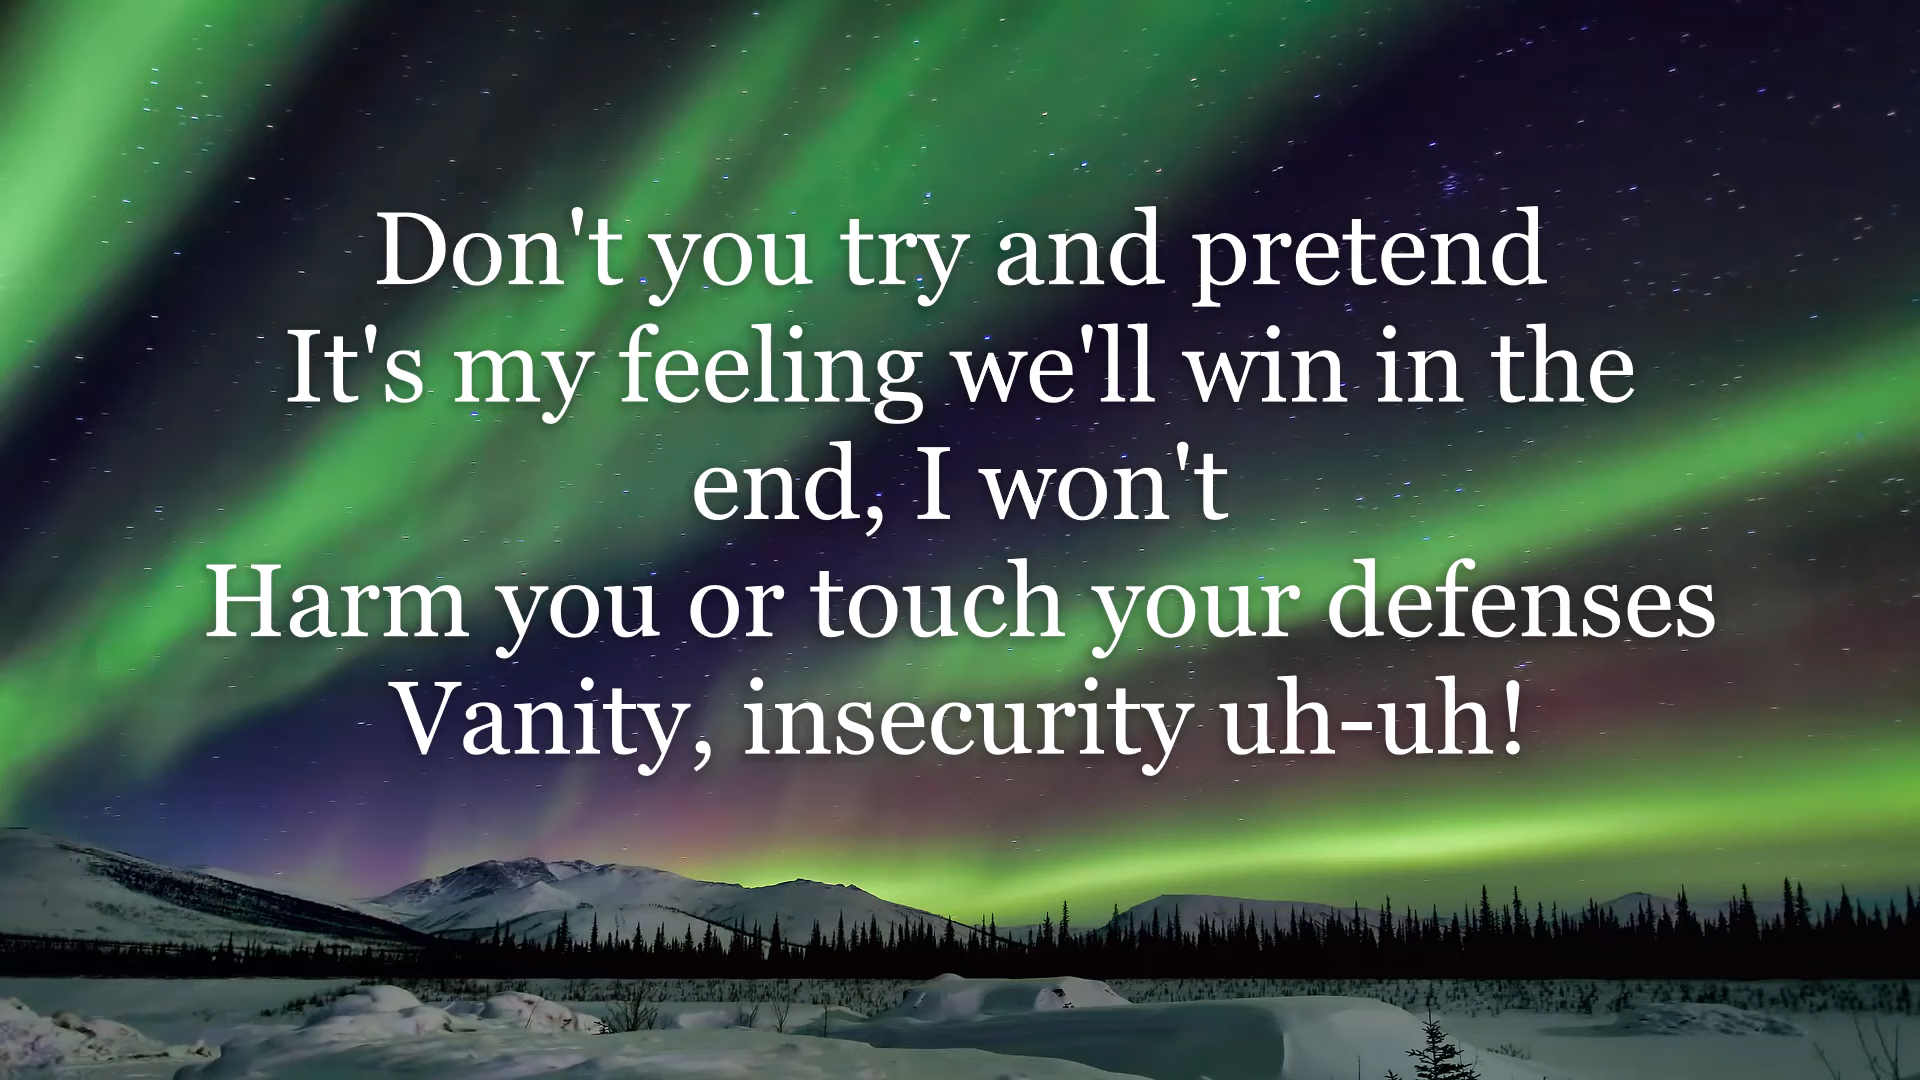 Don't you try and pretend
It's my feeling we'll win in the
end, I won't
Harm you or touch your defenses
Vanity, insecurity uh-uh!